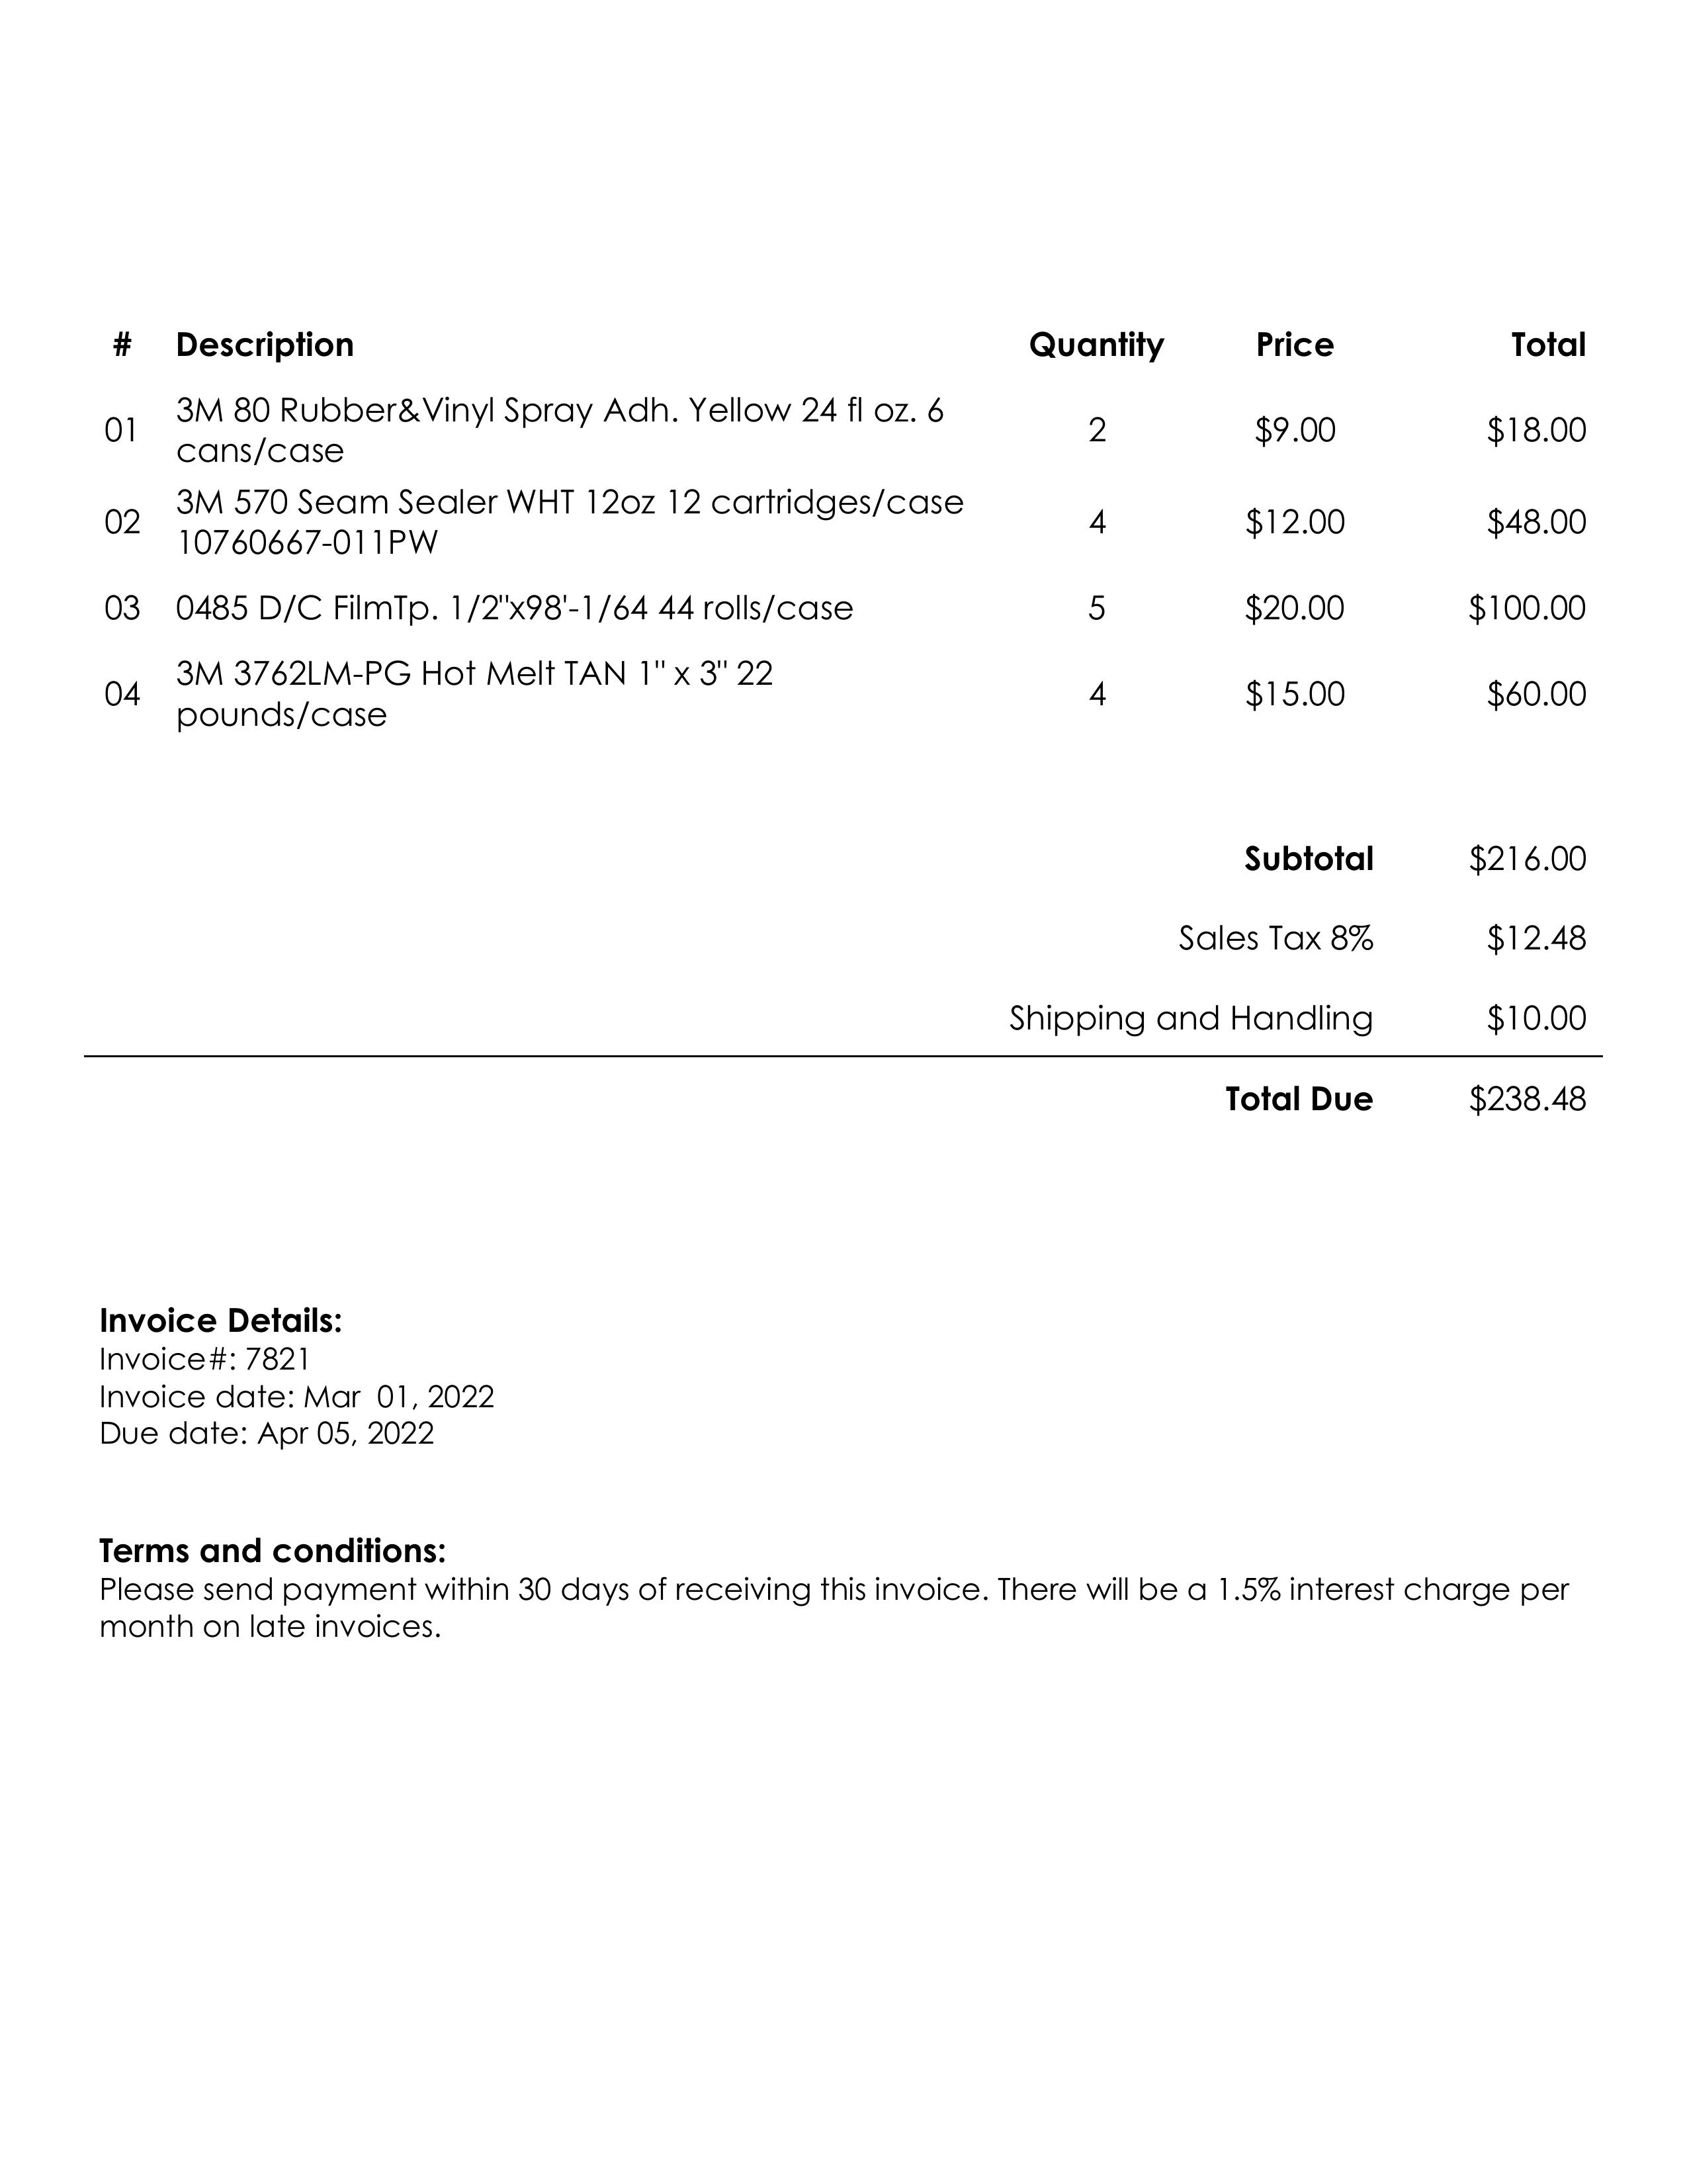 # Description Quantity Price Total
01 3M 80 Rubber&Vinyl Spray Adh. Yellow 24 fl oz. 6
cans/case 2 $9.00 $18.00
02 3M 570 Seam Sealer WHT 12oz 12 cartridges/case
10760667-011PW 4 $12.00 $48.00
03 0485 D/C FilmTp. 1/2"x98'-1/64 44 rolls/case 5 $20.00 $100.00
04 3M 3762LM-PG Hot Melt TAN 1" x 3" 22
pounds/case 4 $15.00 $60.00
Subtotal $216.00
Sales Tax 8% $12.48
Shipping and Handling $10.00
Total Due $238.48
Invoice Details:
Invoice#: 7821
Invoice date: Mar  01, 2022
Due date: Apr 05, 2022
Terms and conditions:
Please send payment within 30 days of receiving this invoice. There will be a 1.5% interest charge per
month on late invoices.